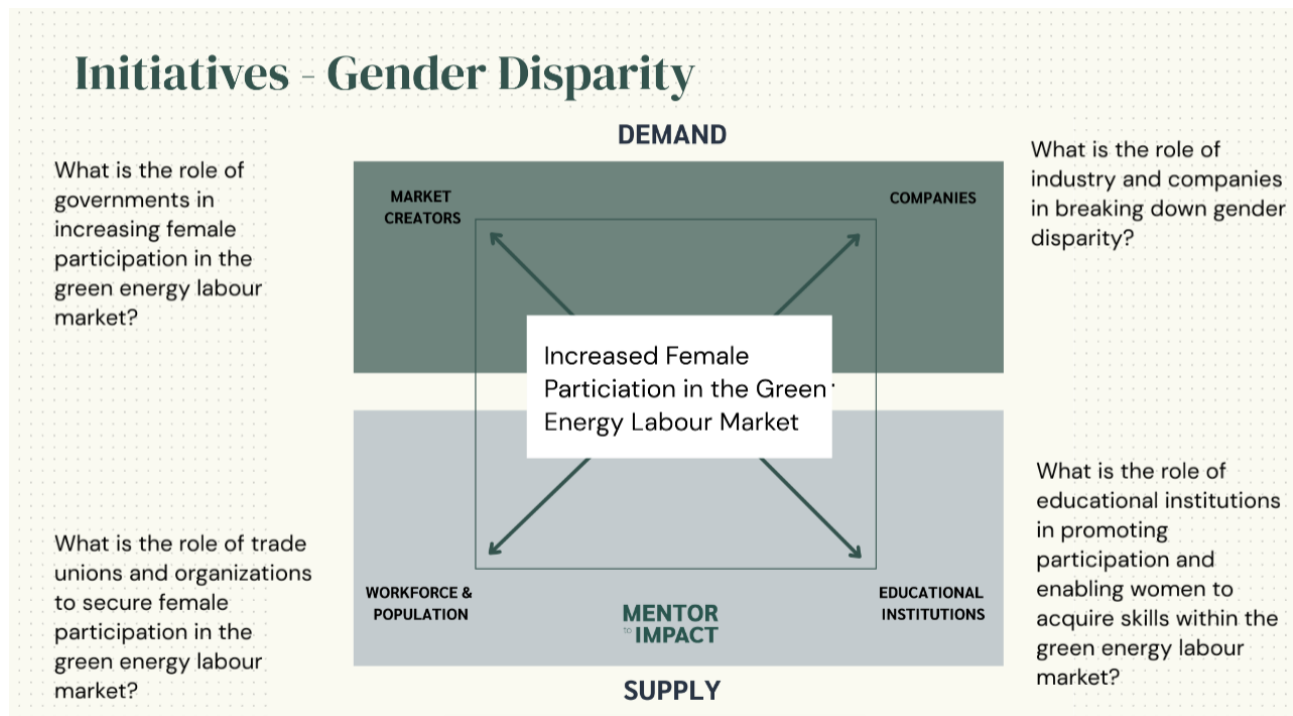 Initiatives - Gender Disparity
DEMAND
What is the role of
governments in
increasing female
participation in the
green energy labour
market?
MARKET
CREATORS
COMPANIES
What is the role of
industry and companies
in breaking down gender
disparity?
Increased Female
Particiation in the Green
Energy Labour Market
What is the role of trade
unions and organizations
to secure female
participation in the
green energy labour
market?
WORKFORCE &
POPULATION
MENTOR
to IMPACT
EDUCATIONAL
INSTITUTIONS
What is the role of
educational institutions
in promoting
participation and
enabling women to
acquire skills within the
green energy labour
market?
SUPPLY